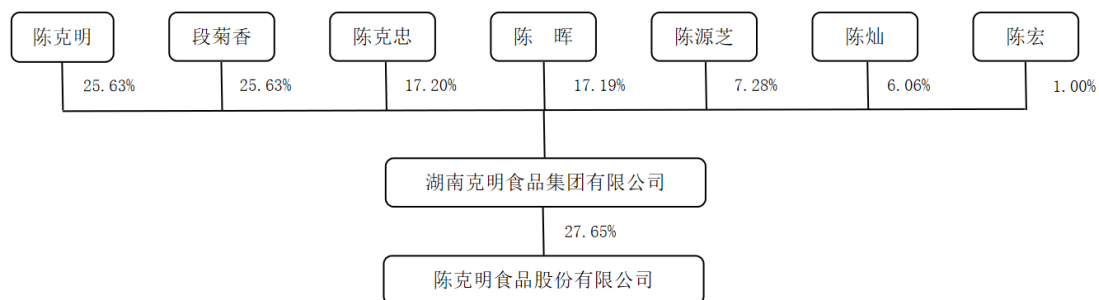 陈克明 段菊香 陈克忠 陈　晖 陈源芝 陈灿 陈宏
25.63% 25.63% 17.20% 17.19% 7.28% 6.06% 1.00%
湖南克明食品集团有限公司
27.65%
陈克明食品股份有限公司